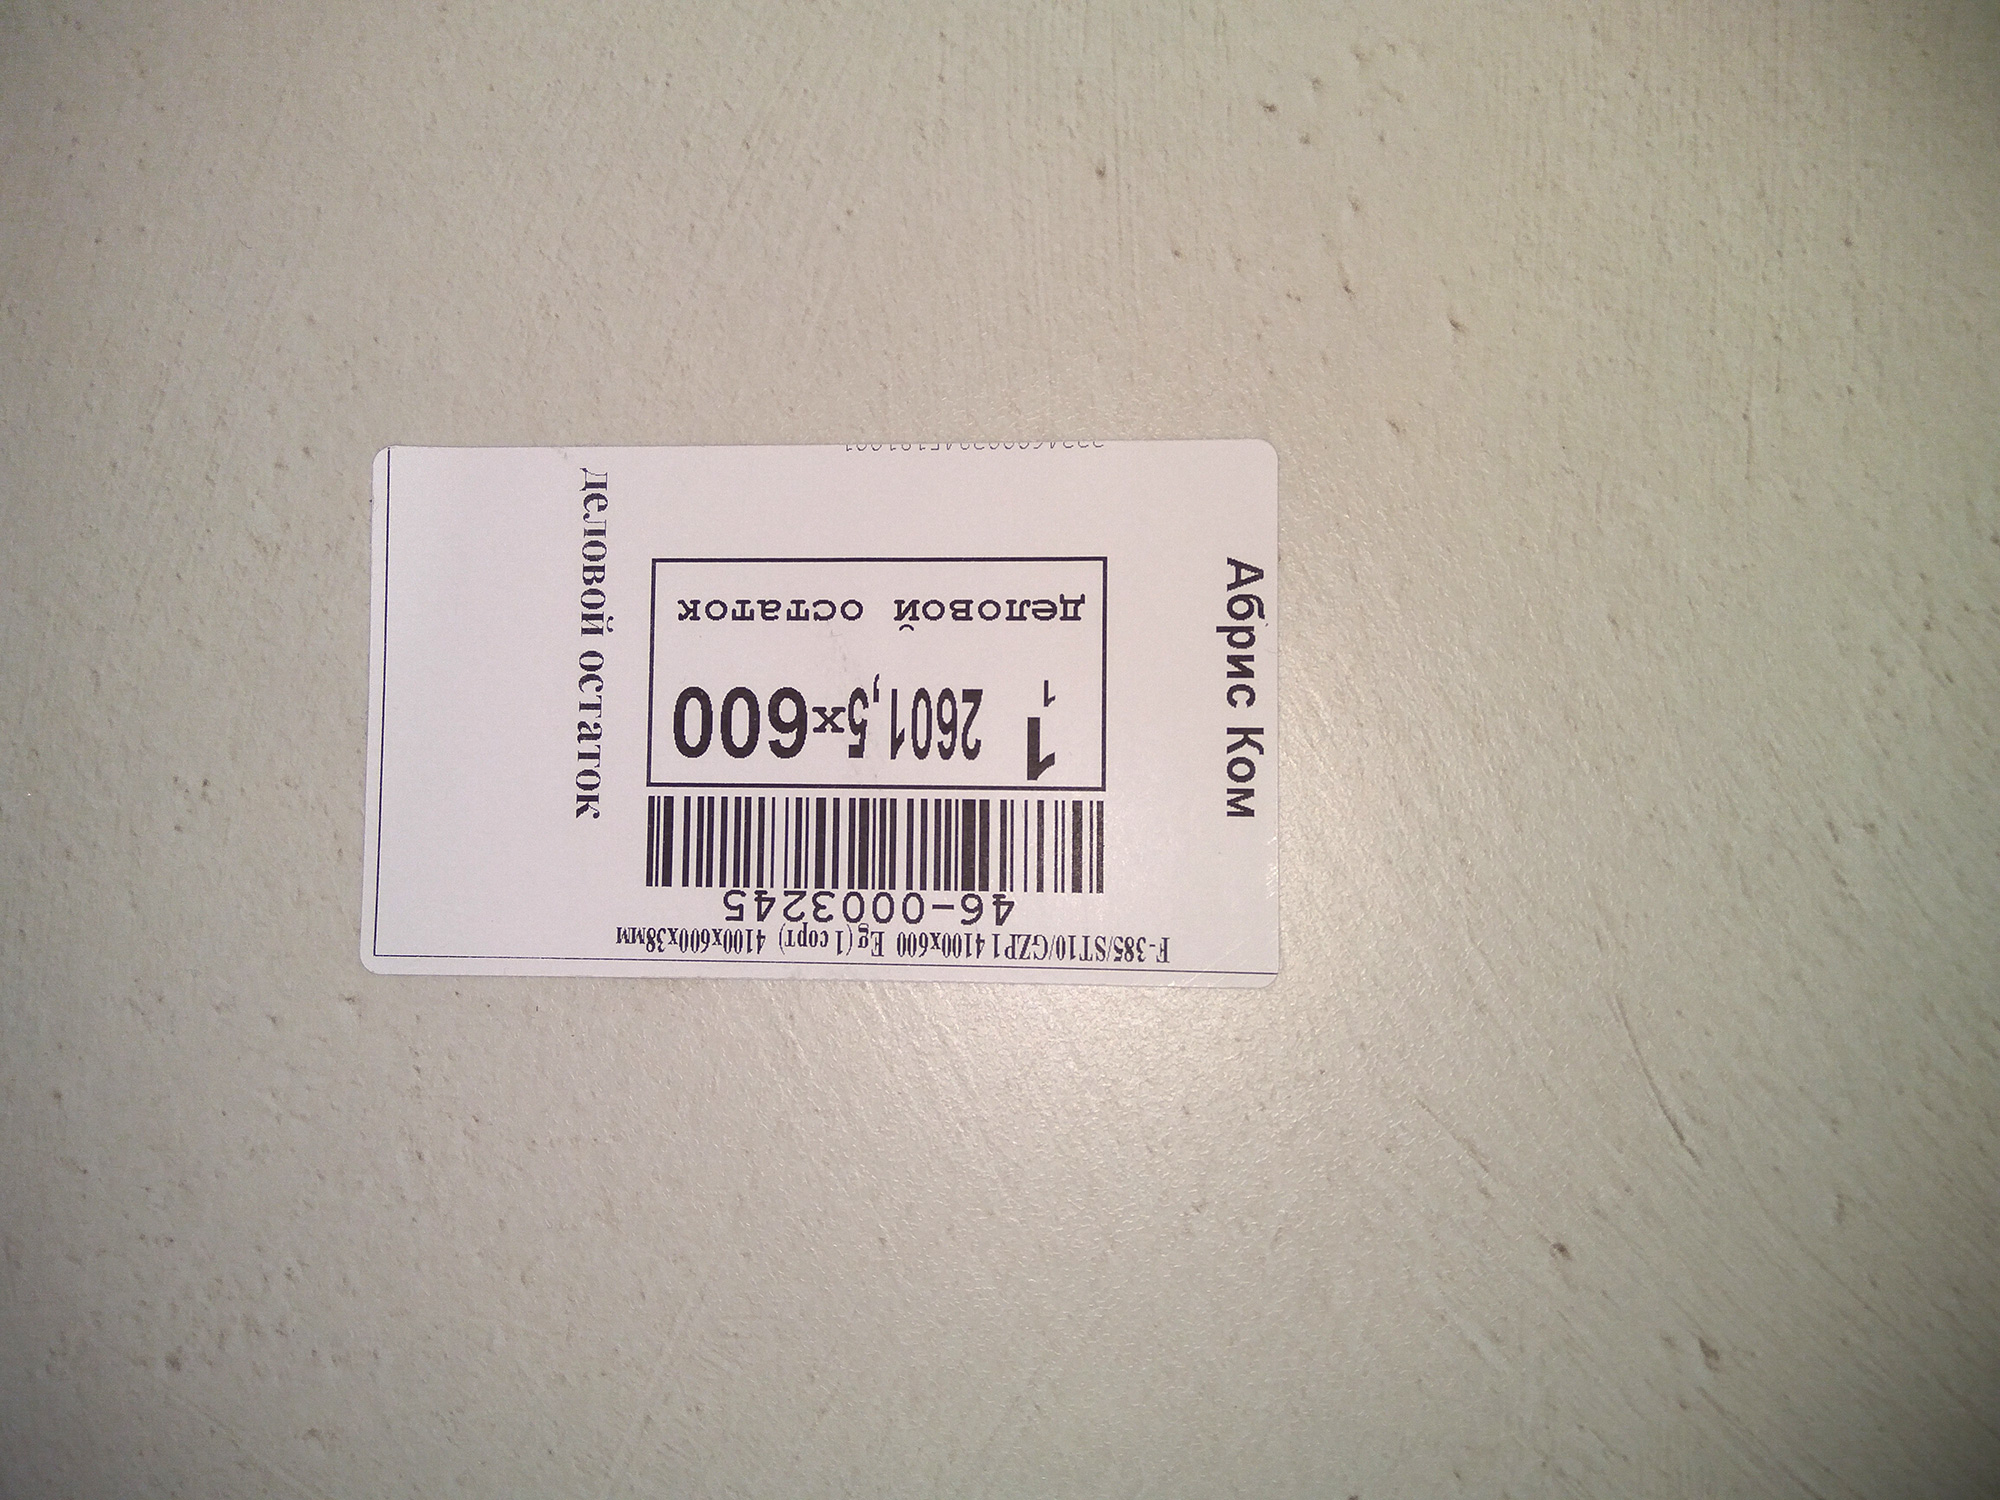 F-385/ST10/GZP1 4100x600 Eg(1 сорт) 4100x600x38мм
46-0003245
1 2601,5x600
1
деловой остаток
Абрис Ком
деловой остаток